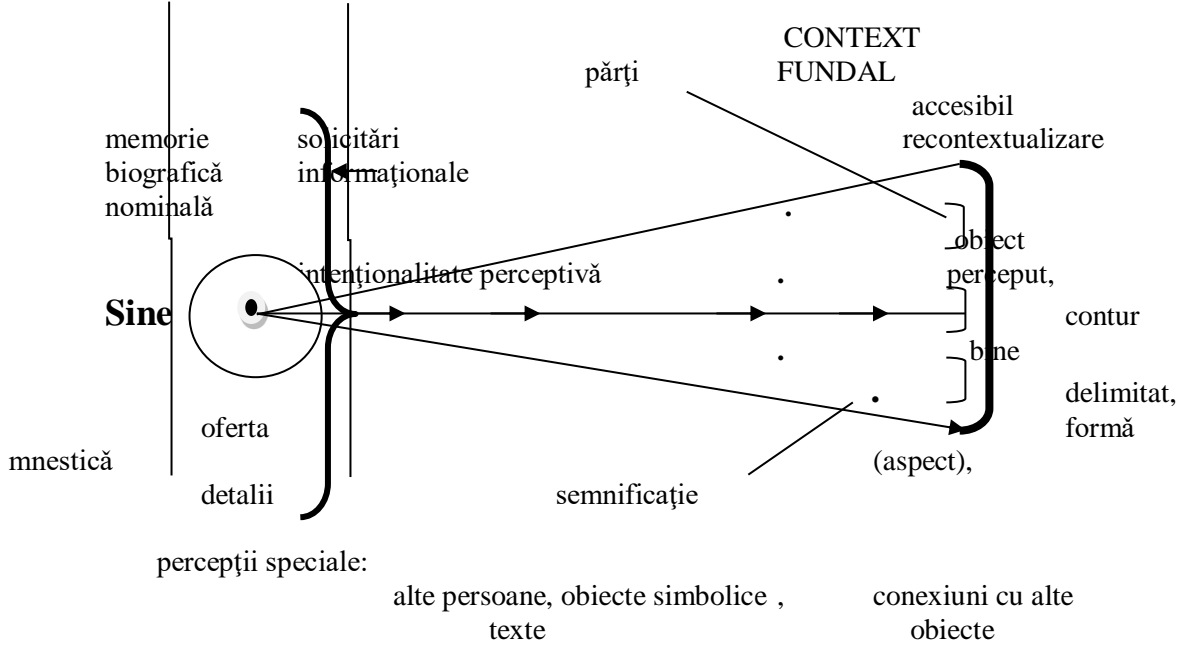 CONTEXT
părţi FUNDAL
accesibil
memorie solicitări recontextualizare
biografică informaţionale
nominală
obiect
intenţionalitate perceptivă perceput,
Sine contur
bine
delimitat,
oferta formă
mnestică (aspect),
detalii semnificaţie
percepţii speciale:
alte persoane, obiecte simbolice , conexiuni cu alte
texte obiecte